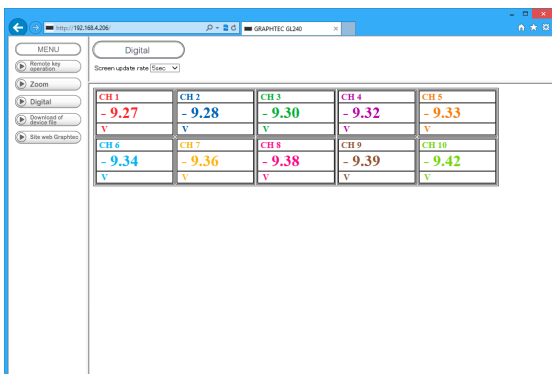 http://192.168.4.206/
GRAPHTEC GL240
MENU
Remote key
operation
Zoom
Digital
Download of
device file
Site web Graphtec
Digital
Screen update rate 5sec
CH 1 CH 2 CH 3 CH 4 CH 5
- 9.27 - 9.28 - 9.30 - 9.32 - 9.33
V V V V V
CH 6 CH 7 CH 8 CH 9 CH 10
- 9.34 - 9.36 - 9.38 - 9.39 - 9.42
V V V V V